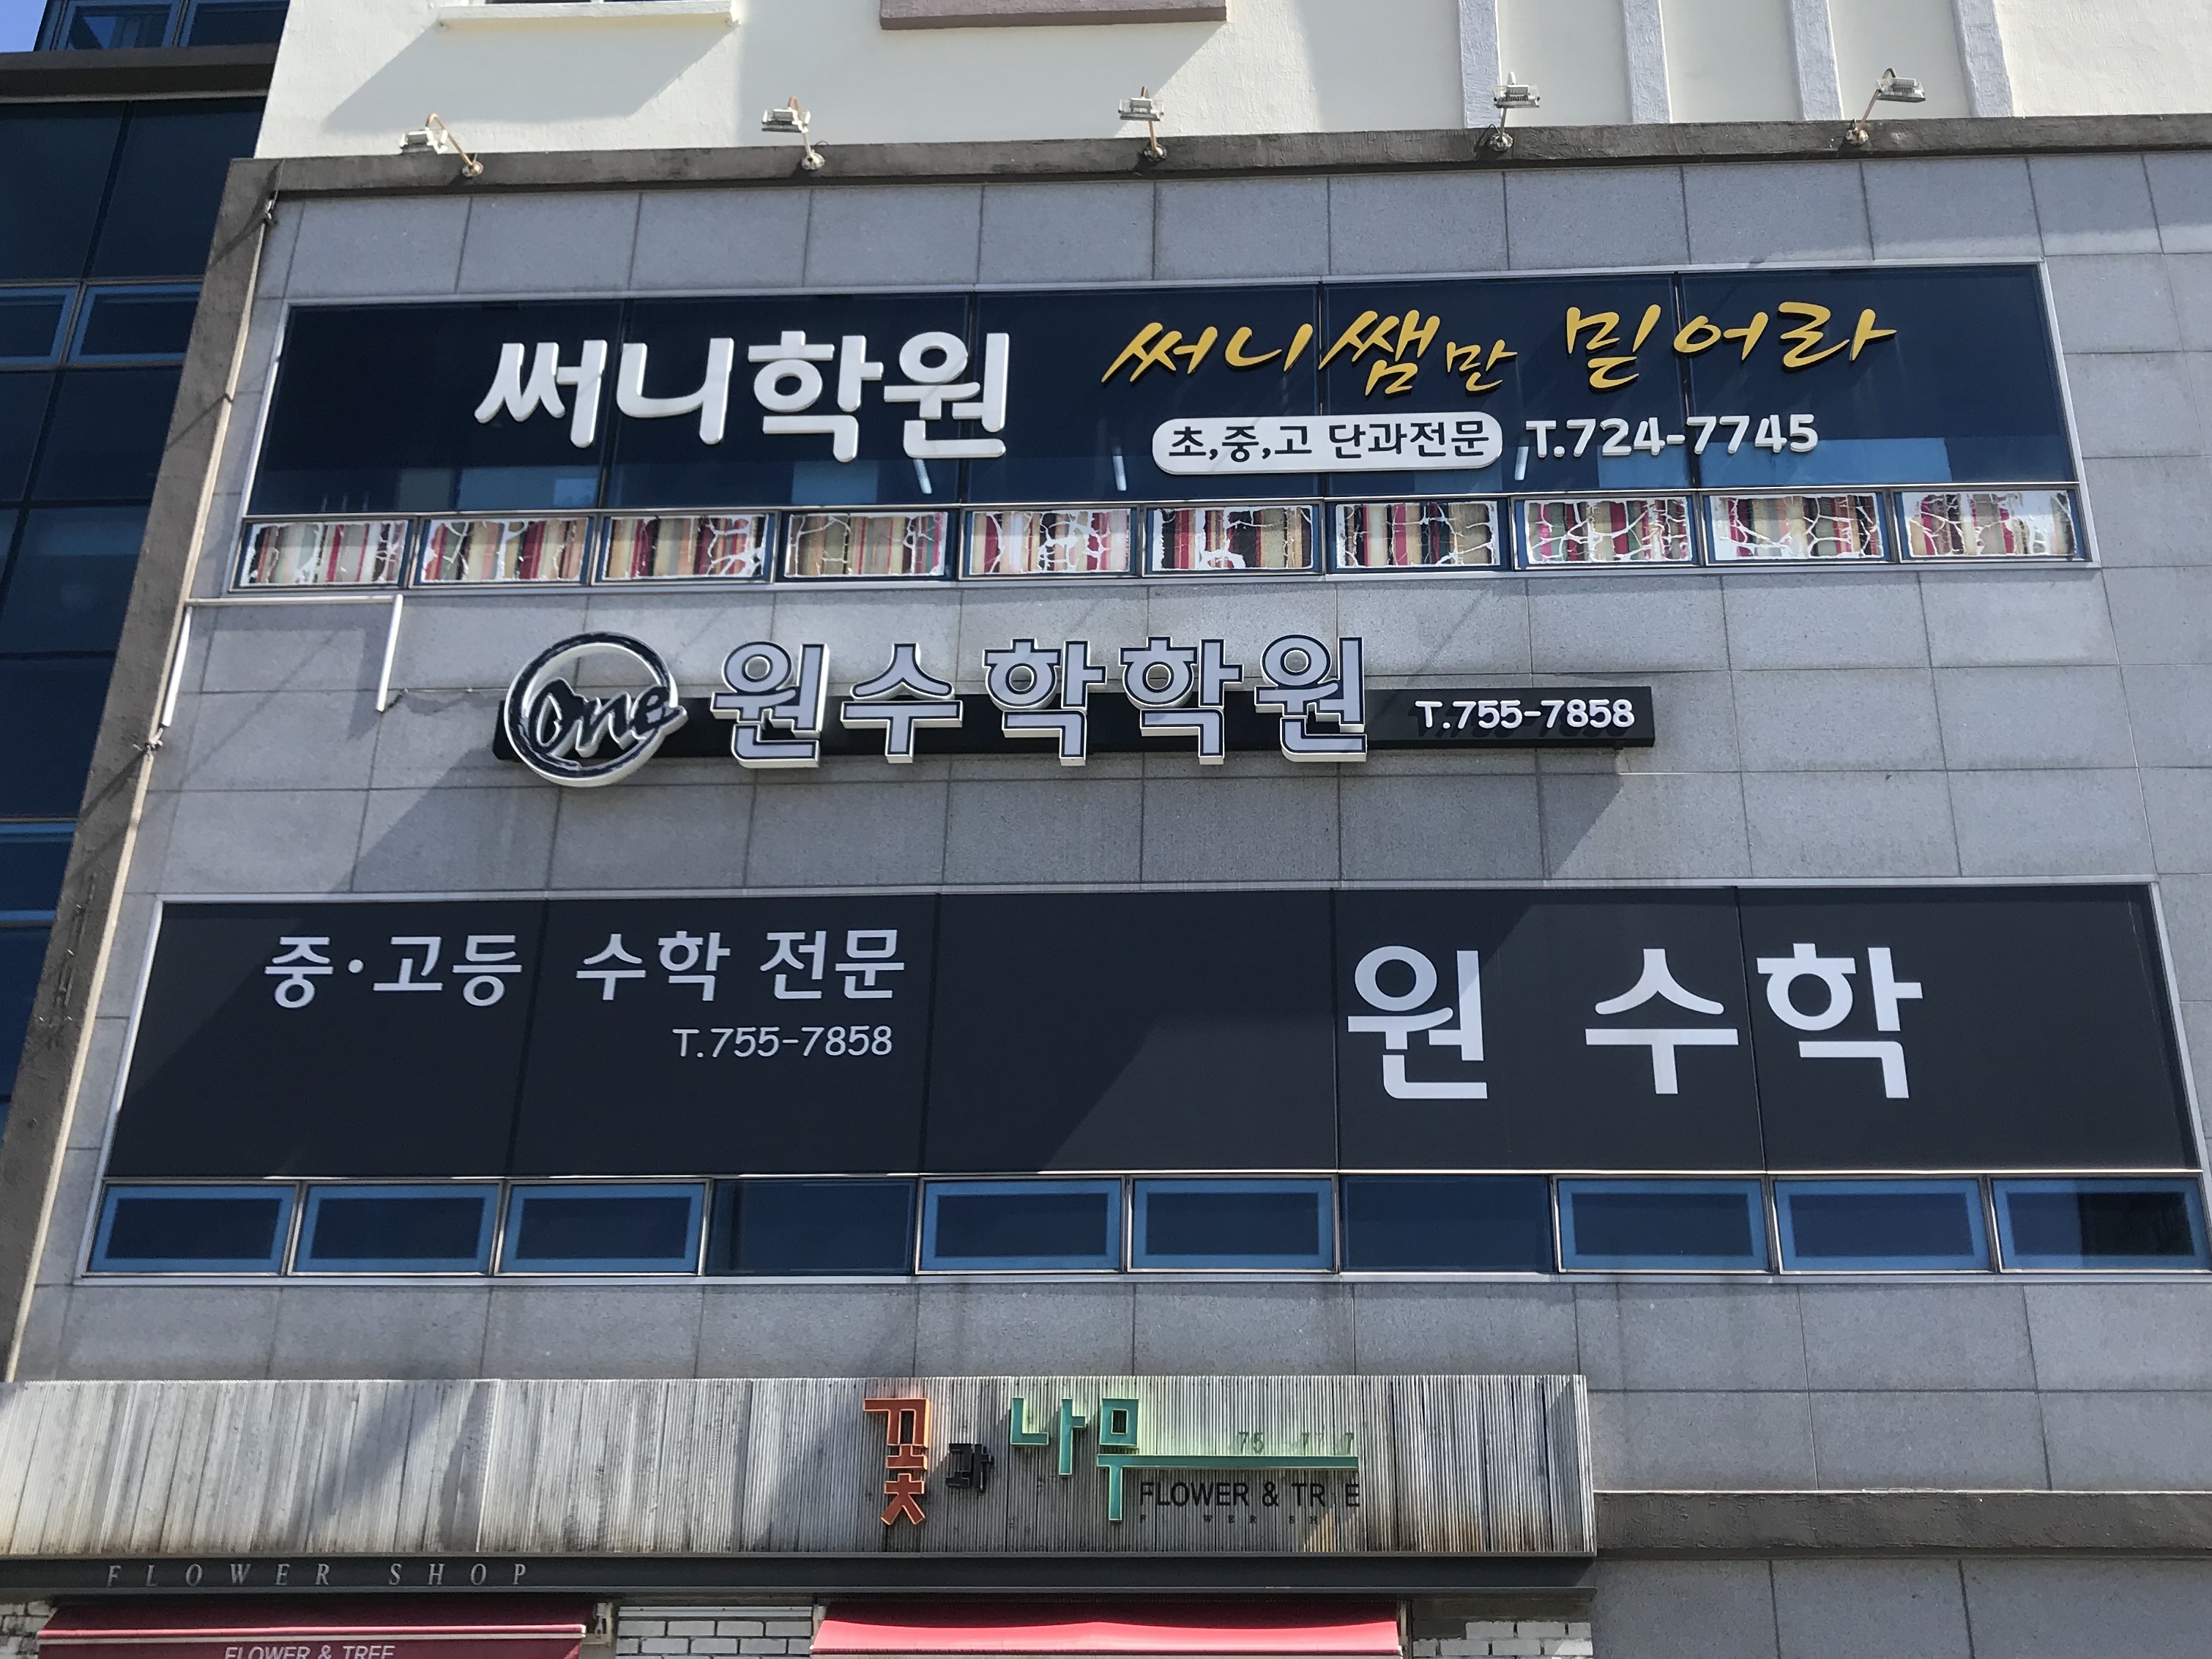 써니학원
써니쌤만 믿어라
초,중,고 단과전문 T.724-7745
One 원수학학원 T.755-7858
중·고등 수학 전문
T.755-7858
원 수학
꽃과 나무
FLOWER & TR E
FLOWER SHOP
FLOWER & TREE